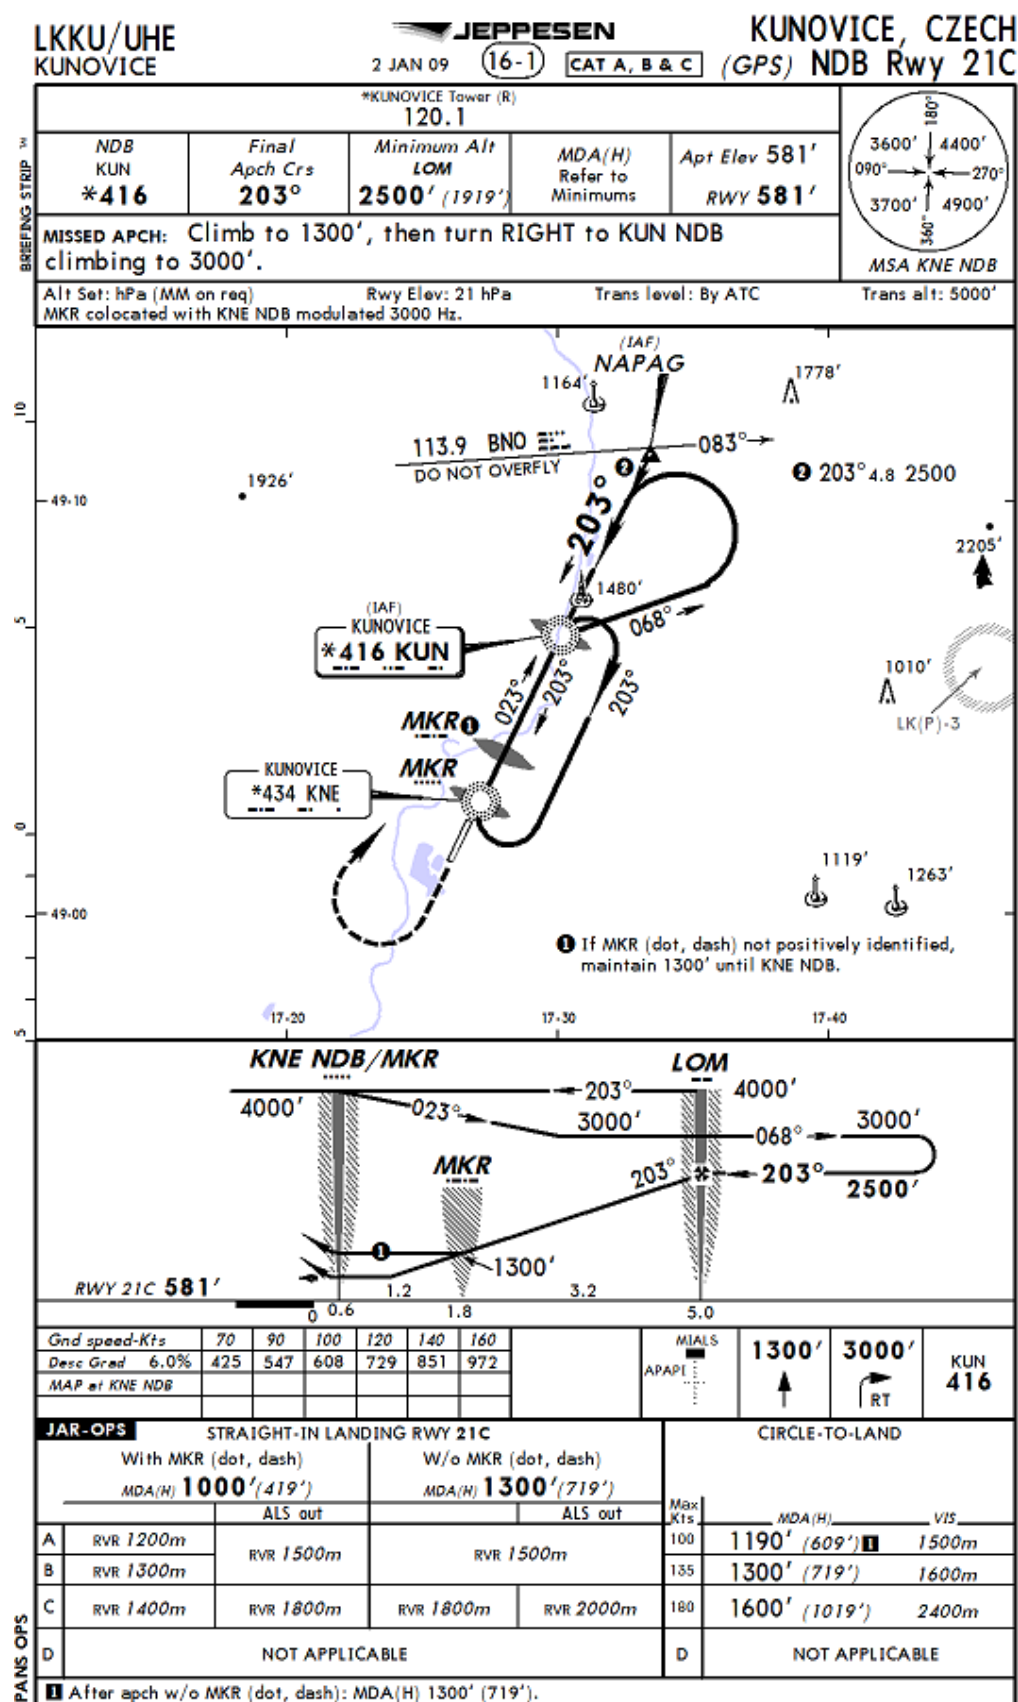 LKKU/UHE
KUNOVICE
JEPPESEN
2 JAN 09
16-1
CAT A, B & C
KUNOVICE, CZECH
(GPS) NDB Rwy 21C
BRIEFING STRIP TM
*KUNOVICE Tower (R)
120.1
NDB
KUN
*416
Final
Apch Crs
203°
Minimum Alt
LOM
2500' (1919')
MDA(H)
Refer to
Minimums
Apt Elev 581'
RWY 581'
MISSED APCH: Climb to 1300', then turn RIGHT to KUN NDB
climbing to 3000'.
180°
3600' 4400'
090° 270°
3700' 4900'
360°
MSA KNE NDB
Alt Set: hPa (MM on req) Rwy Elev: 21 hPa Trans level: By ATC Trans alt: 5000'
MKR colocated with KNE NDB modulated 3000 Hz.
(IAF)
NAPAG
1164'
1778'
10
113.9 BNO
083°
DO NOT OVERFLY
2
2 203° 4.8 2500
1926'
49-10
203°
2205'
1480'
(IAF)
KUNOVICE
*416 KUN
5
068°
1010'
023°
203°
203°
LK(P)-3
MKR 1
MKR
KUNOVICE
*434 KNE
0
1119'
1263'
49-00
1 If MKR (dot, dash) not positively identified,
maintain 1300' until KNE NDB.
5
17-20
17-30
17-40
KNE NDB/MKR
LOM
4000'
023°
203°
3000'
4000'
068°
3000'
MKR
203°
203°
2500'
1
1300'
RWY 21C 581'
1.2
3.2
0
0.6
1.8
5.0
Gnd speed-Kts 70 90 100 120 140 160
Desc Grad 6.0% 425 547 608 729 851 972
MAP at KNE NDB
MIALS
APAPI
1300'
3000'
RT
KUN
416
JAR-OPS
STRAIGHT-IN LANDING RWY 21C
CIRCLE-TO-LAND
With MKR (dot, dash)
MDA(H) 1000' (419')
W/o MKR (dot, dash)
MDA(H) 1300' (719')
ALS out
ALS out
Max
Kts
MDA(H)
VIS
A RVR 1200m RVR 1500m RVR 1500m 100 1190' (609') 1 1500m
B RVR 1300m 135 1300' (719') 1600m
C RVR 1400m RVR 1800m RVR 1800m RVR 2000m 180 1600' (1019') 2400m
D NOT APPLICABLE D NOT APPLICABLE
PANS OPS
1 After apch w/o MKR (dot, dash): MDA(H) 1300' (719').